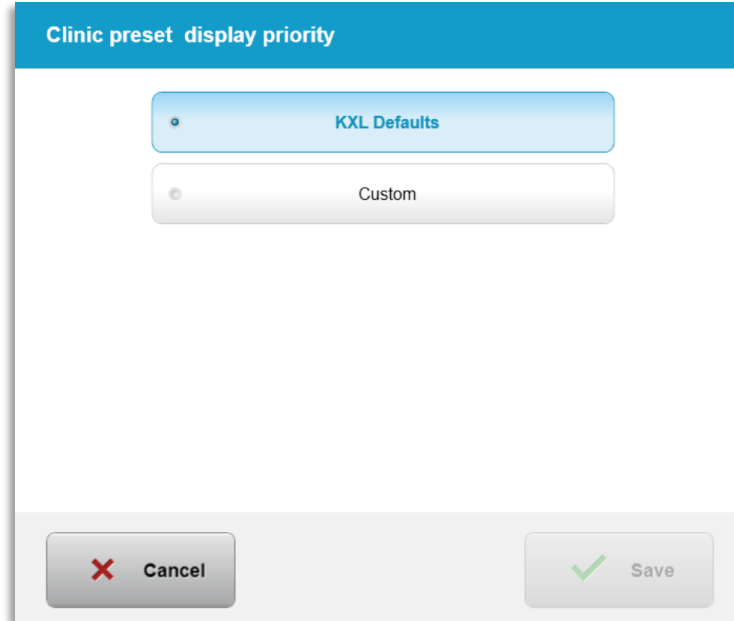 Clinic preset  display priority
KXL Defaults
Custom
Cancel
Save